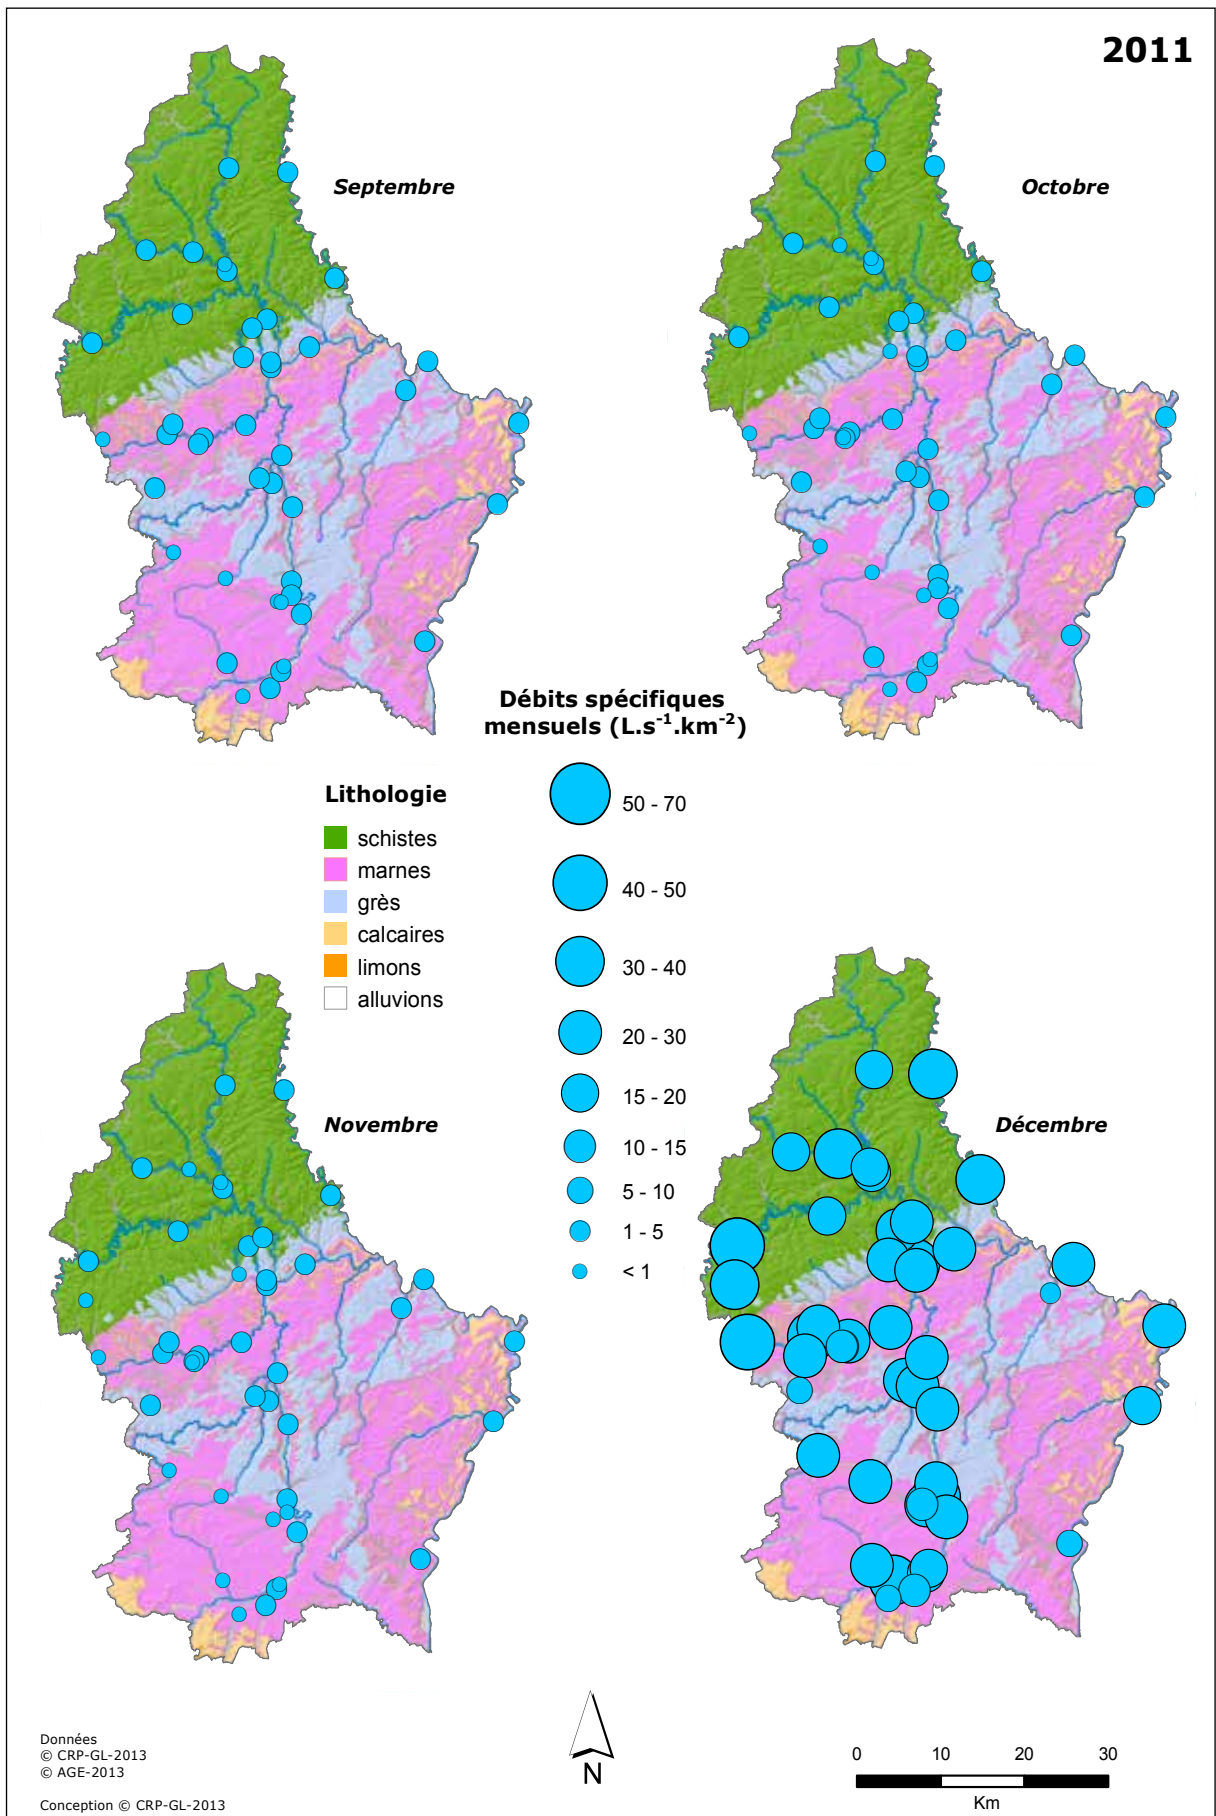 2011
Septembre
Octobre
Débits spécifiques
mensuels (L.s⁻¹.km⁻²)
Lithologie
schistes
marnes
grès
calcaires
limons
alluvions
50 - 70
40 - 50
30 - 40
20 - 30
15 - 20
10 - 15
5 - 10
1 - 5
< 1
Novembre
Décembre
Données
© CRP-GL-2013
© AGE-2013
Conception © CRP-GL-2013
N
0 10 20 30
Km